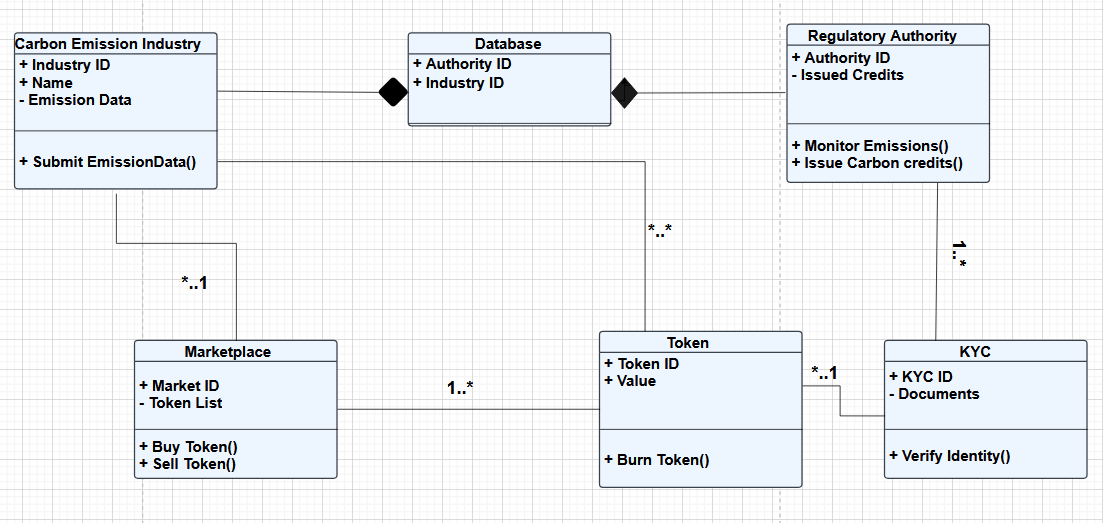 Carbon Emission Industry
+ Industry ID
+ Name
- Emission Data
+ Submit EmissionData()
Database
+ Authority ID
+ Industry ID
Regulatory Authority
+ Authority ID
- Issued Credits
+ Monitor Emissions()
+ Issue Carbon credits()
*..*
1..*
*..1
Marketplace
+ Market ID
- Token List
+ Buy Token()
+ Sell Token()
1..*
Token
+ Token ID
+ Value
+ Burn Token()
*..1
KYC
+ KYC ID
- Documents
+ Verify Identity()